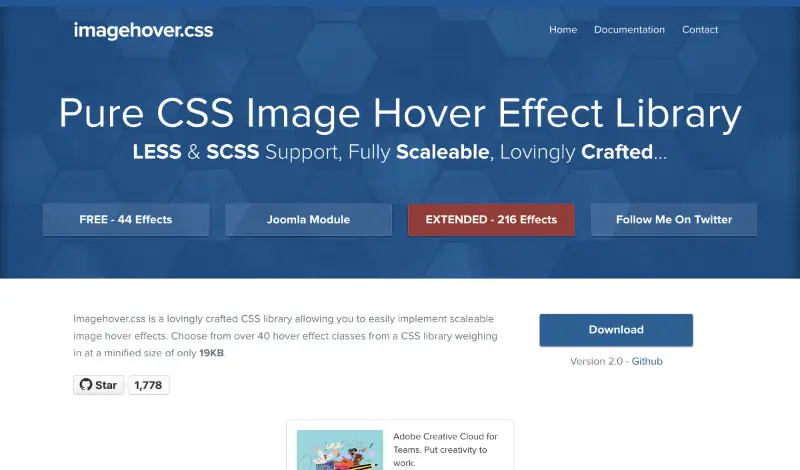 imagehover.css
Home
Documentation
Contact
Pure CSS Image Hover Effect Library
LESS & SCSS Support, Fully Scaleable, Lovingly Crafted...
FREE - 44 Effects
Joomla Module
EXTENDED - 216 Effects
Follow Me On Twitter
Imagehover.css is a lovingly crafted CSS library allowing you to easily implement scaleable
image hover effects. Choose from over 40 hover effect classes from a CSS library weighing
in at a minified size of only 19KB.
Download
Version 2.0 - Github
Star
1,778
Adobe Creative Cloud for
Teams. Put creativity to
work.